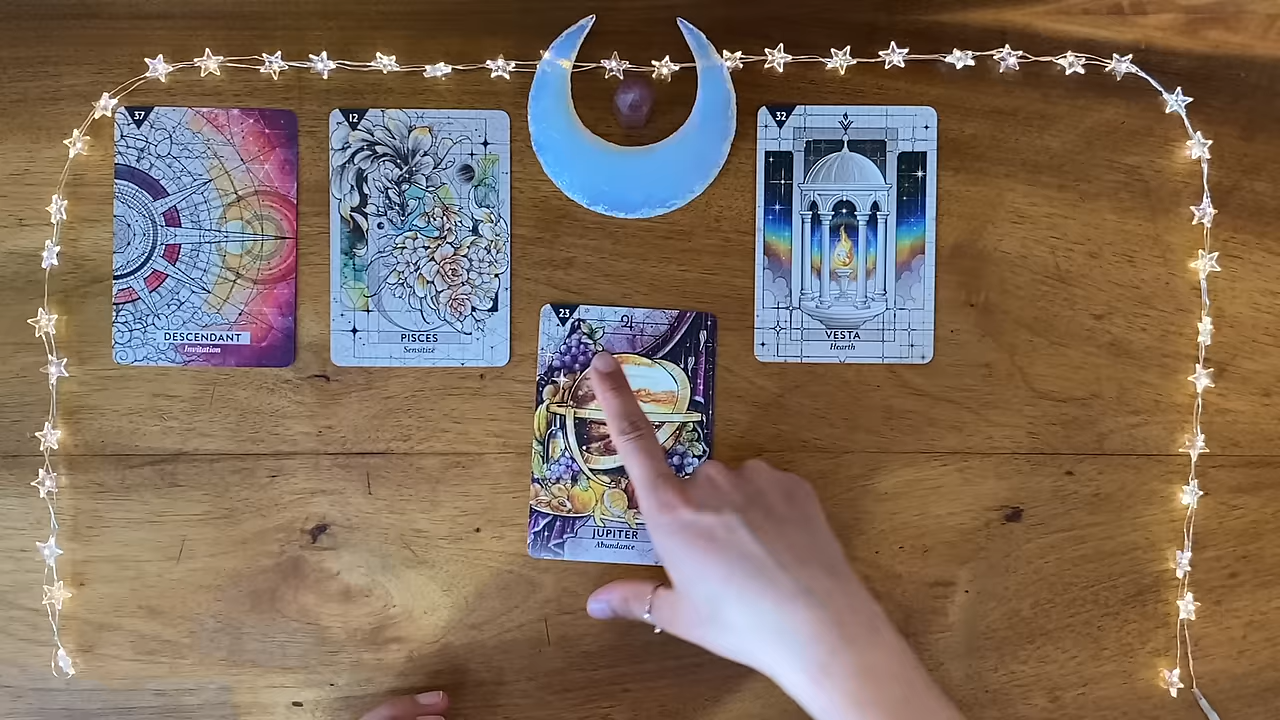 37
DESCENDANT
Invitation
12
PISCES
Sensitize
32
VESTA
Hearth
23
♃
JUPITER
Abundance